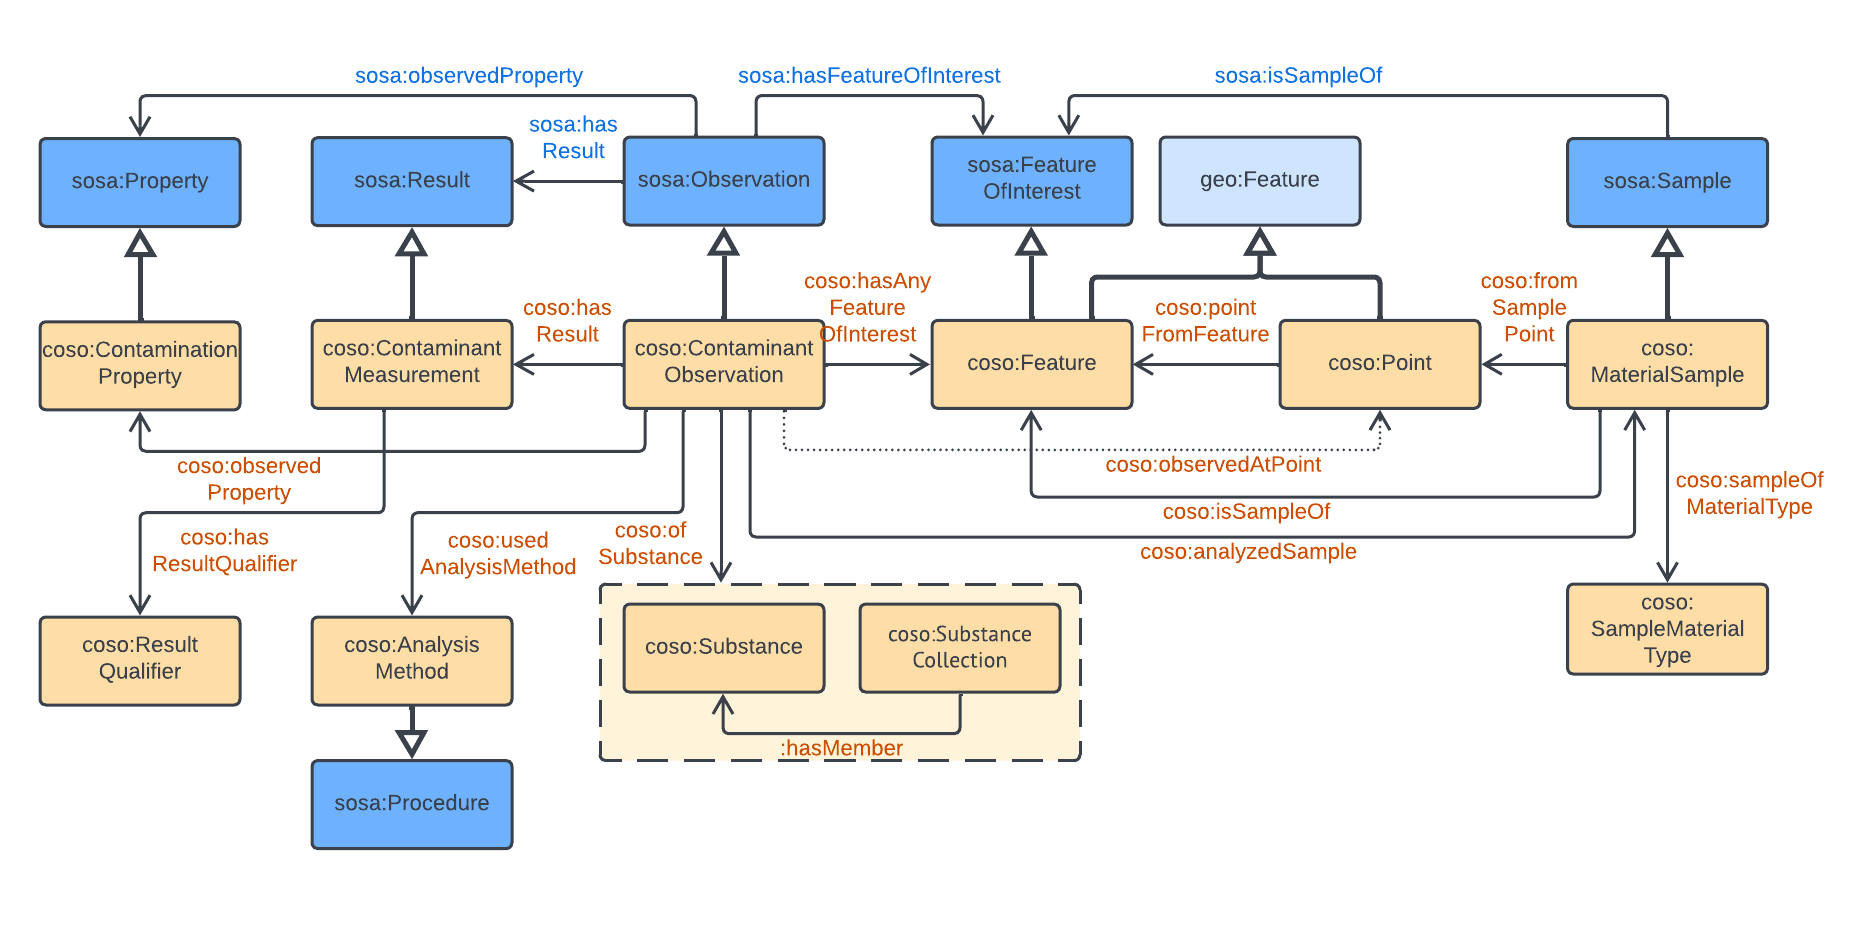 sosa:observedProperty
sosa:hasFeatureOfInterest
sosa:isSampleOf
sosa:has
Result
sosa:Property
sosa:Result
sosa:Observation
sosa:Feature
OfInterest
geo:Feature
sosa:Sample
coso:has
Result
coso:hasAny
Feature
OfInterest
coso:point
FromFeature
coso:from
Sample
Point
coso:Contamination
Property
coso:Contaminant
Measurement
coso:Contaminant
Observation
coso:Feature
coso:Point
coso:
MaterialSample
coso:observed
Property
coso:observedAtPoint
coso:sampleOf
MaterialType
coso:isSampleOf
coso:has
ResultQualifier
coso:used
AnalysisMethod
coso:of
Substance
coso:analyzedSample
coso:Result
Qualifier
coso:Analysis
Method
coso:Substance
coso:Substance
Collection
coso:
SampleMaterial
Type
:hasMember
sosa:Procedure